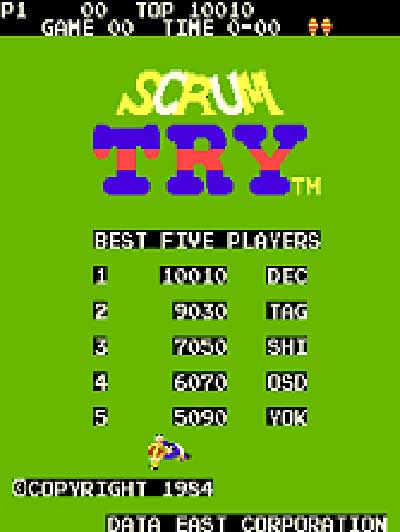 P1 00 TOP 10010
GAME 00 TIME 0-00
SCRUM
TRY TM
BEST FIVE PLAYERS
1 10010 DEC
2 9030 TAG
3 7050 SHI
4 6070 OSD
5 5090 YOK
©COPYRIGHT 1984
DATA EAST CORPORATION